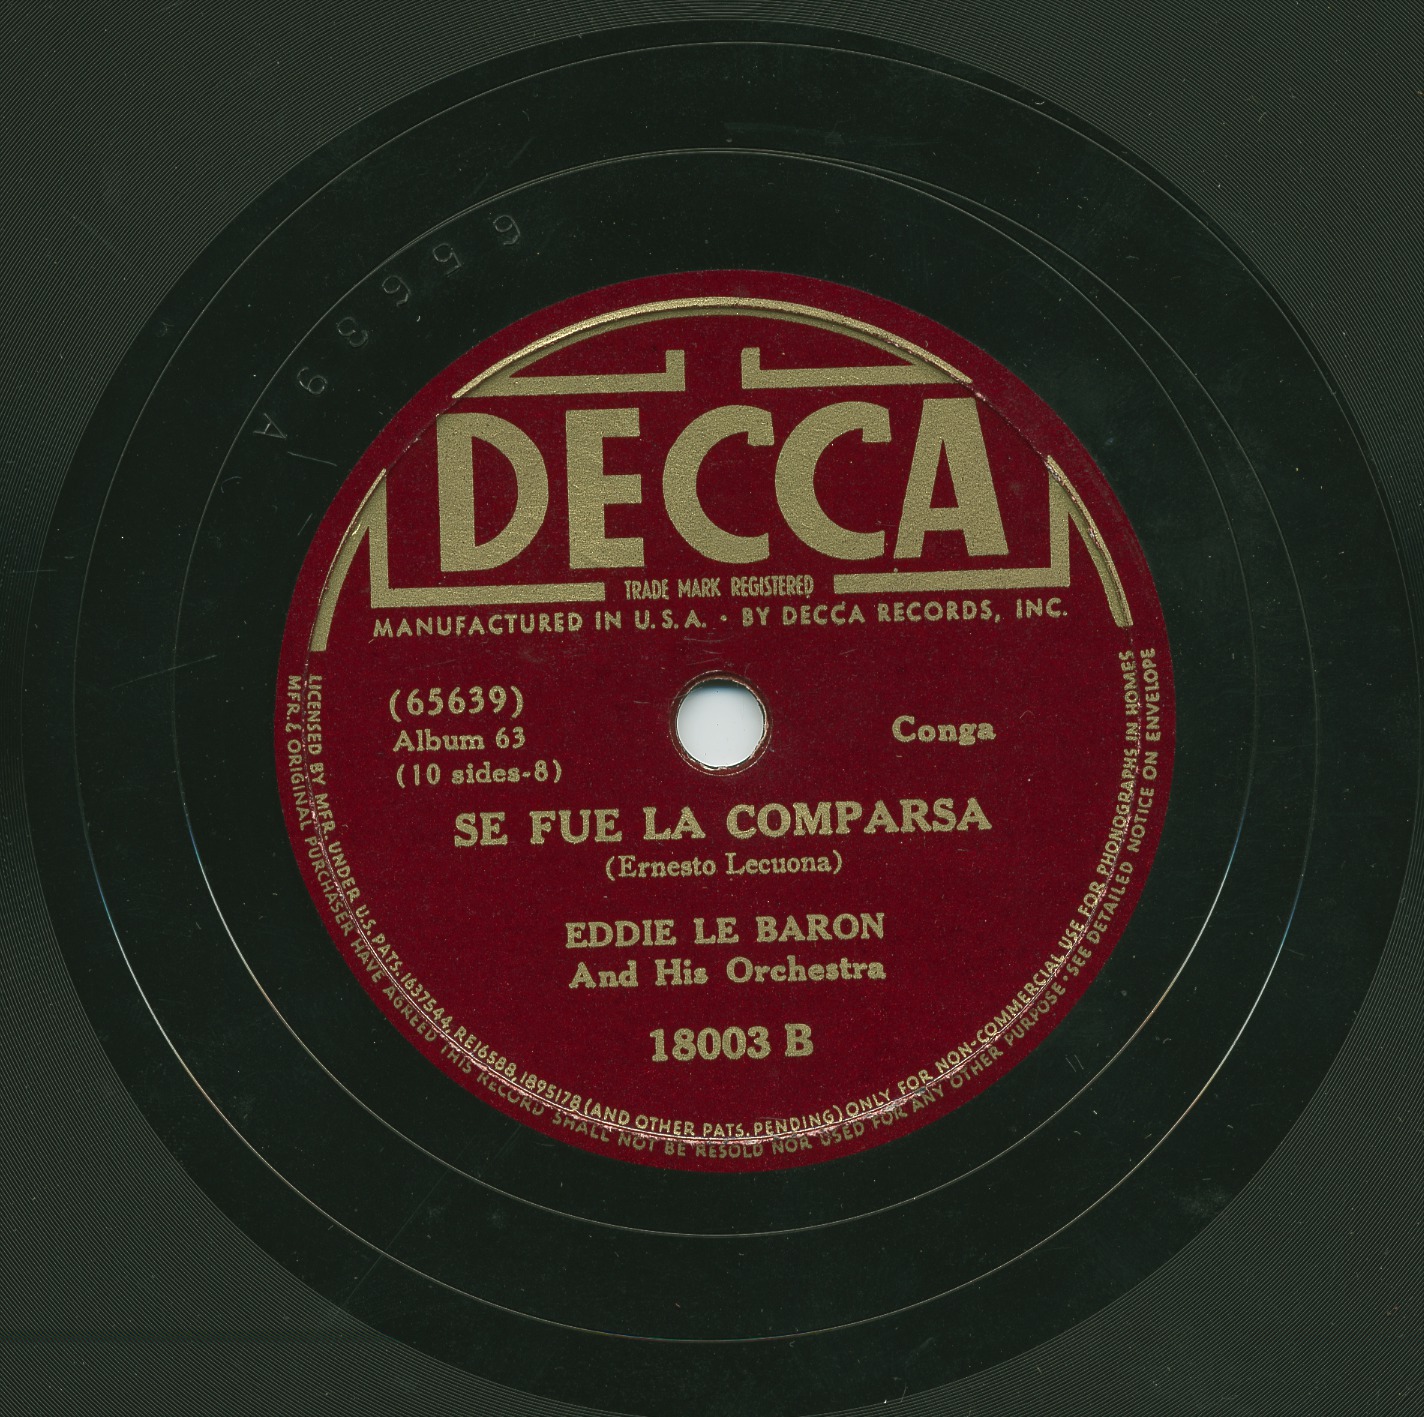 65689 A
DECCA
TRADE MARK REGISTERED
MANUFACTURED IN U.S.A. • BY DECCA RECORDS, INC.
(65639)
Album 63
(10 sides-8)
Conga
SE FUE LA COMPARSA
(Ernesto Lecuona)
EDDIE LE BARON
And His Orchestra
18003 B
LICENSED BY MFR. UNDER U.S. PATS. 1637544, RE16588, 1895178 (AND OTHER PATS. PENDING) ONLY FOR NON-COMMERCIAL USE FOR PHONOGRAPHS IN HOMES
MFR. & ORIGINAL PURCHASER HAVE AGREED THIS RECORD SHALL NOT BE RESOLD NOR USED FOR ANY OTHER PURPOSE • SEE DETAILED NOTICE ON ENVELOPE